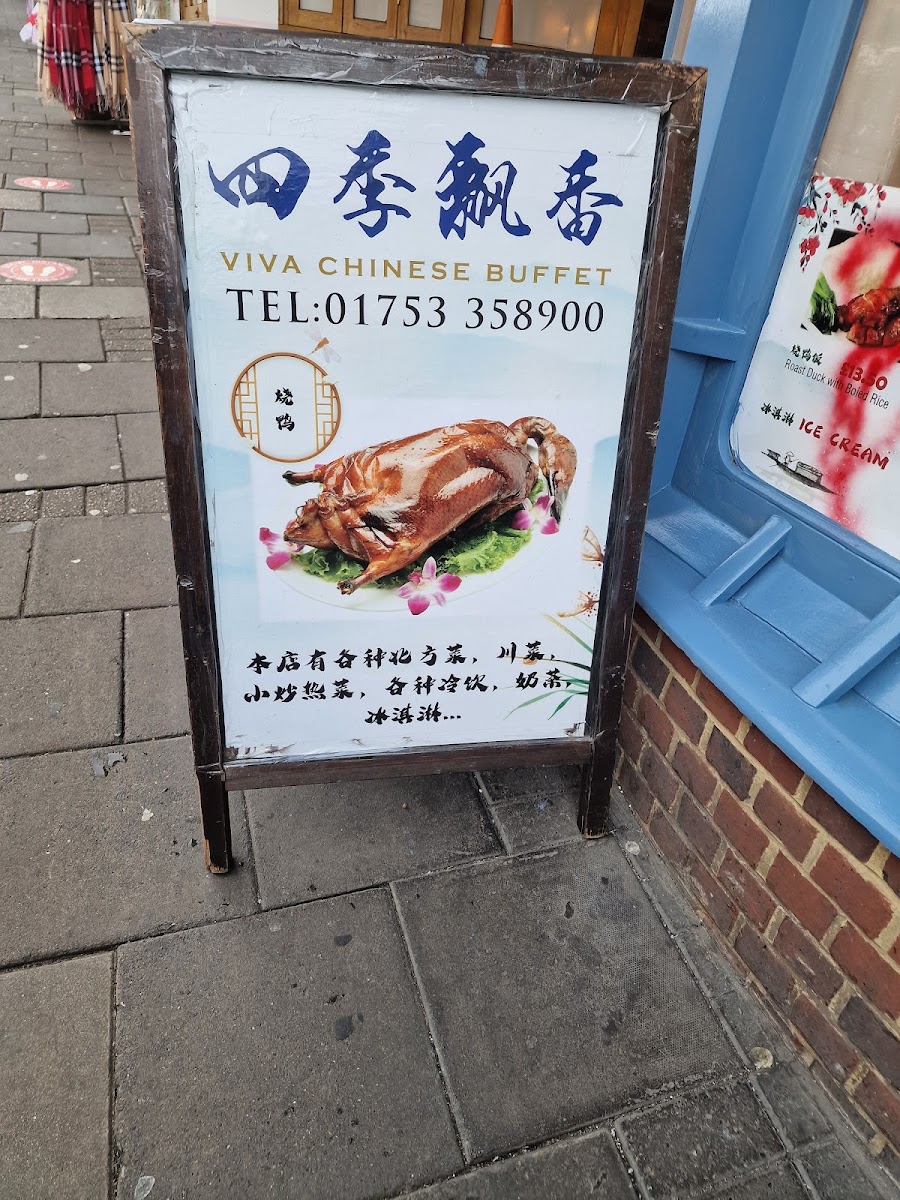 四季飘番
VIVA CHINESE BUFFET
TEL:01753 358900
烧
鸭
本店有各种北方菜，川菜，
小炒热菜，各种冷饮，奶茶，
冰淇淋...
烧鸭饭 £13.50
Roast Duck with Boled Rice
冰淇淋 ICE CREAM